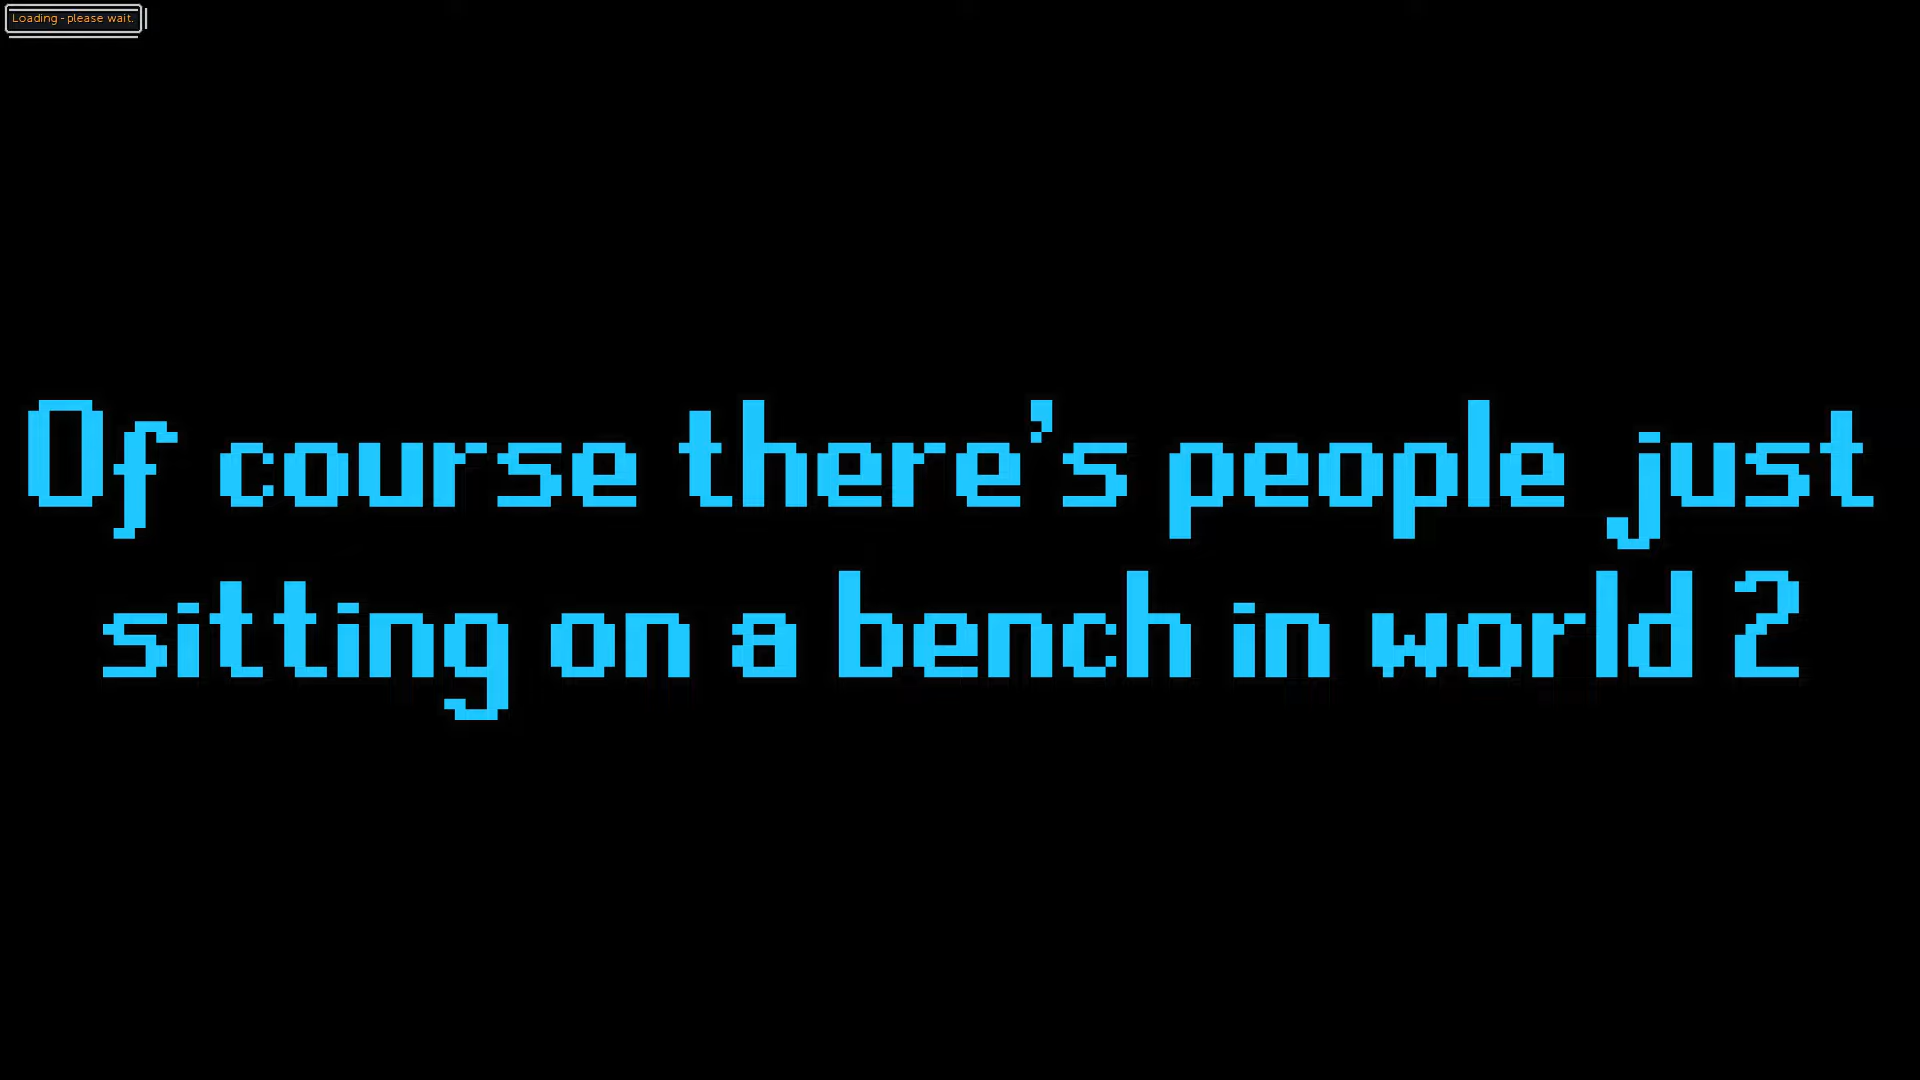 Loading - please wait.
Of course there's people just
sitting on a bench in world 2